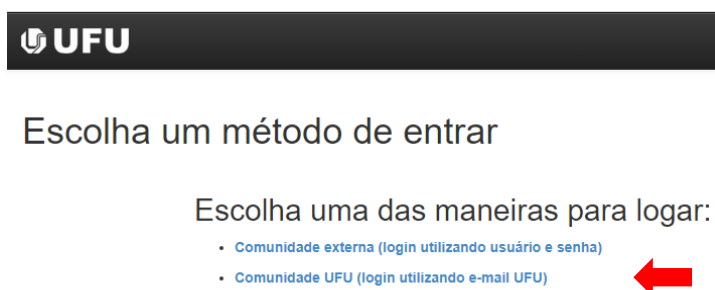 UFU
Escolha um método de entrar
Escolha uma das maneiras para logar:
• Comunidade externa (login utilizando usuário e senha)
• Comunidade UFU (login utilizando e-mail UFU)